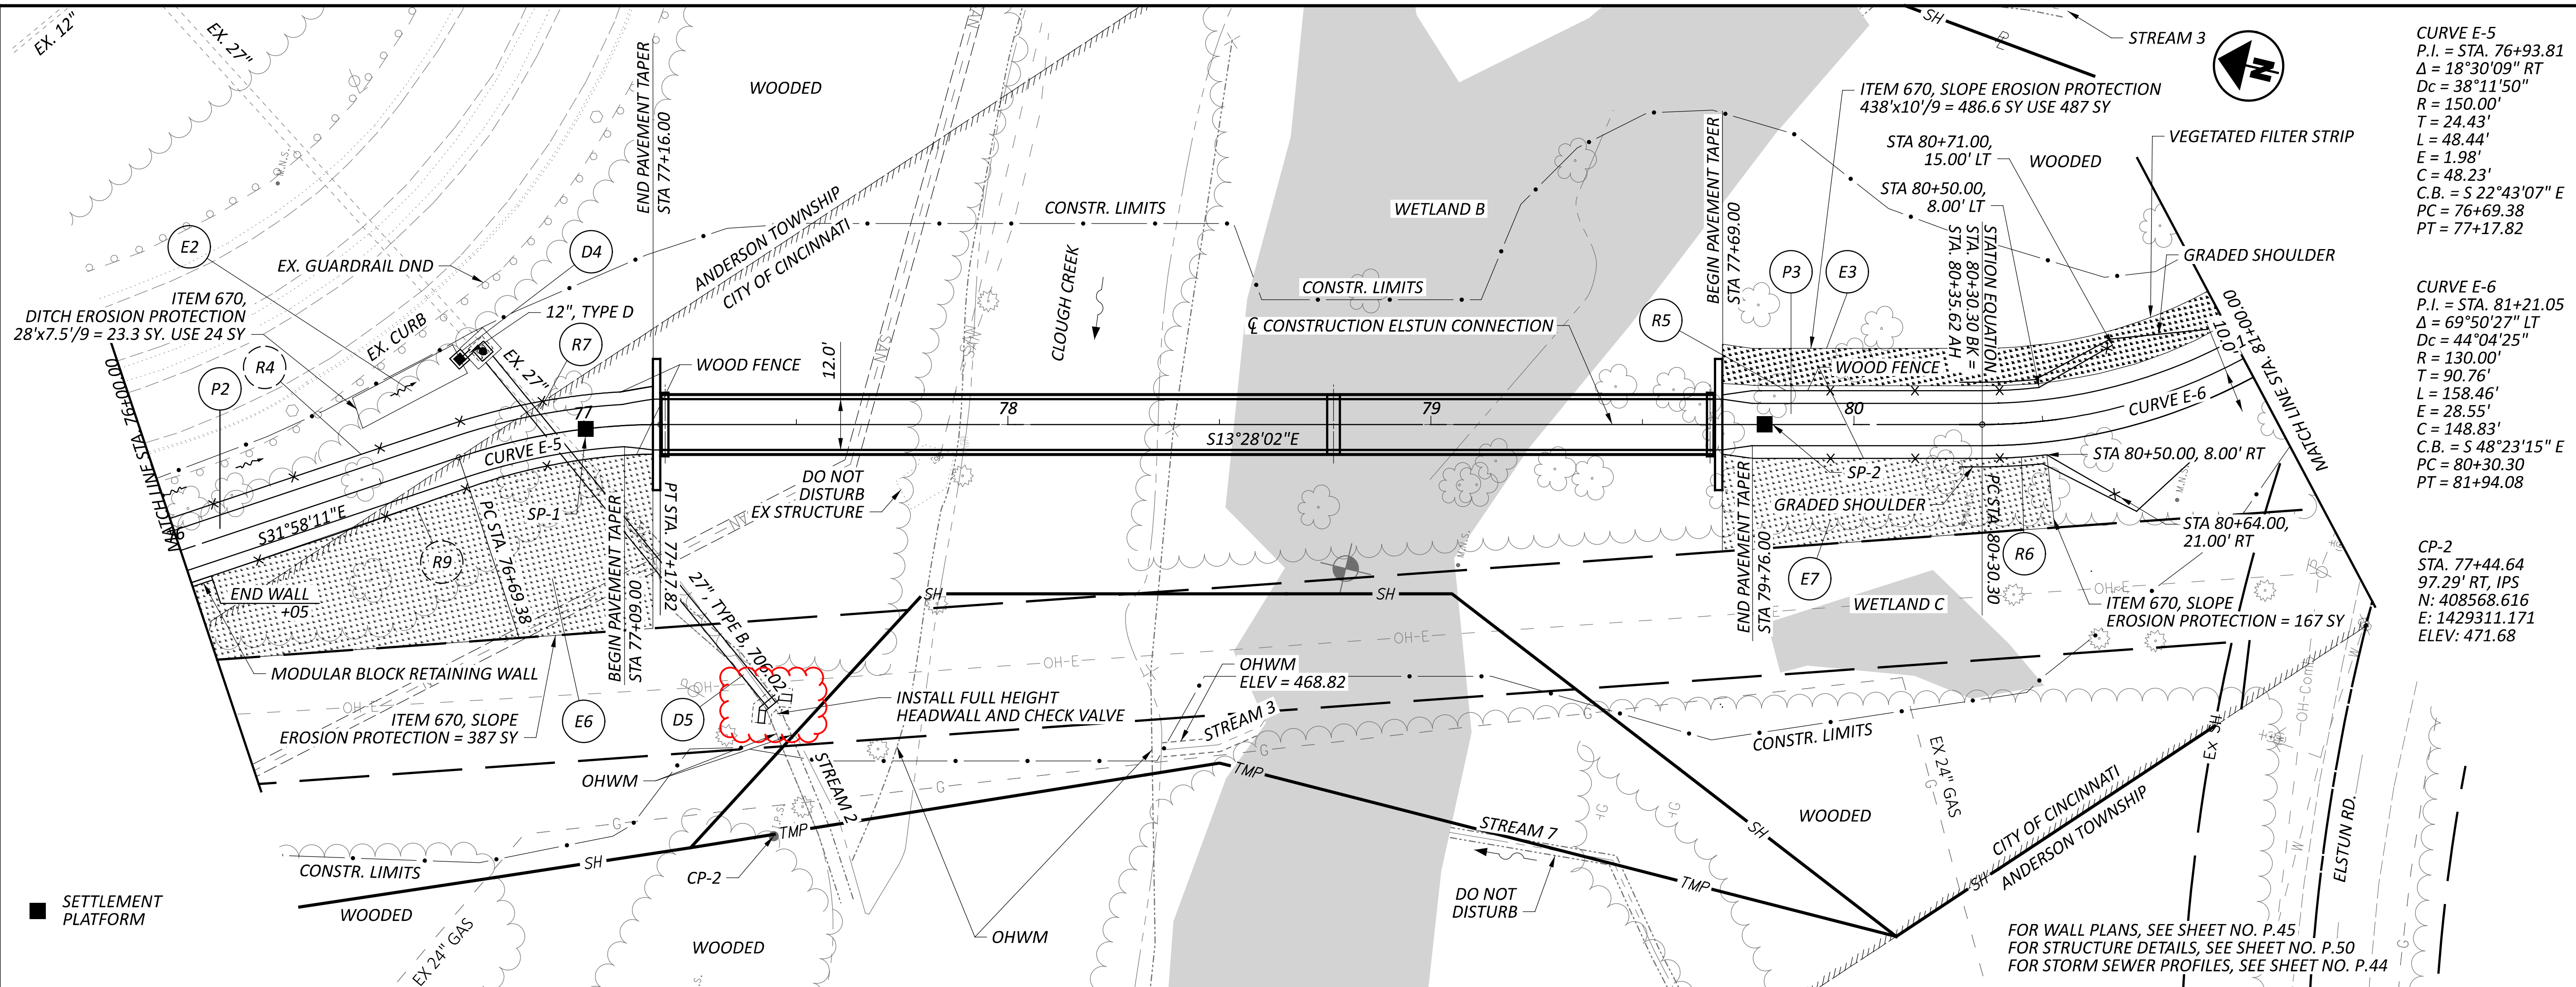 EX. 12"
EX. 27"
M.N.S.
END PAVEMENT TAPER
STA 77+16.00
WOODED
ANDERSON TOWNSHIP
CITY OF CINCINNATI
CONSTR. LIMITS
CLOUGH CREEK
SAN
WETLAND B
CONSTR. LIMITS
℄ CONSTRUCTION ELSTUN CONNECTION
SH
STREAM 3
N
ITEM 670, SLOPE EROSION PROTECTION
438'x10'/9 = 486.6 SY USE 487 SY
STA 80+71.00,
15.00' LT
WOODED
VEGETATED FILTER STRIP
STA 80+50.00,
8.00' LT
GRADED SHOULDER
BEGIN PAVEMENT TAPER
STA 77+69.00
STATION EQUATION
STA. 80+30.30 BK =
STA. 80+35.62 AH
P3
E3
R5
WOOD FENCE
10.0'
MATCH LINE STA. 81+00.00
CURVE E-6
E2
D4
EX. GUARDRAIL DND
ITEM 670,
DITCH EROSION PROTECTION
28'x7.5'/9 = 23.3 SY. USE 24 SY
EX. CURB
12", TYPE D
R7
EX. 27"
R4
P2
WOOD FENCE
12.0'
MATCH LINE STA. 76+00.00
76
77
78
79
80
S31°58'11"E
CURVE E-5
S13°28'02"E
SP-1
SP-2
PC STA. 76+69.38
R9
END WALL
+05
BEGIN PAVEMENT TAPER
STA 77+09.00
PT STA. 77+17.82
DO NOT
DISTURB
EX STRUCTURE
27", TYPE B, 706.02
MODULAR BLOCK RETAINING WALL
ITEM 670, SLOPE
EROSION PROTECTION = 387 SY
E6
D5
INSTALL FULL HEIGHT
HEADWALL AND CHECK VALVE
OHWM
STREAM 2
OHWM
ELEV = 468.82
STREAM 3
SH
SH
OH-E
OH-E
OH-E
OH-E
G
END PAVEMENT TAPER
STA 79+76.00
GRADED SHOULDER
PC STA. 80+30.30
STA 80+50.00, 8.00' RT
M.N.S.
STA 80+64.00,
21.00' RT
R6
E7
WETLAND C
OH-E
ITEM 670, SLOPE
EROSION PROTECTION = 167 SY
CONSTR. LIMITS
EX 24" GAS
WOODED
CITY OF CINCINNATI
ANDERSON TOWNSHIP
EX SH
OH-Com
W
ELSTUN RD.
CONSTR. LIMITS
WOODED
SH
CP-2
TMP
TMP
STREAM 7
TMP
SH
SH
DO NOT
DISTURB
OHWM
WOODED
EX 24" GAS
SETTLEMENT
PLATFORM
FOR WALL PLANS, SEE SHEET NO. P.45
FOR STRUCTURE DETAILS, SEE SHEET NO. P.50
FOR STORM SEWER PROFILES, SEE SHEET NO. P.44
CURVE E-5
P.I. = STA. 76+93.81
Δ = 18°30'09" RT
Dc = 38°11'50"
R = 150.00'
T = 24.43'
L = 48.44'
E = 1.98'
C = 48.23'
C.B. = S 22°43'07" E
PC = 76+69.38
PT = 77+17.82
CURVE E-6
P.I. = STA. 81+21.05
Δ = 69°50'27" LT
Dc = 44°04'25"
R = 130.00'
T = 90.76'
L = 158.46'
E = 28.55'
C = 148.83'
C.B. = S 48°23'15" E
PC = 80+30.30
PT = 81+94.08
CP-2
STA. 77+44.64
97.29' RT, IPS
N: 408568.616
E: 1429311.171
ELEV: 471.68